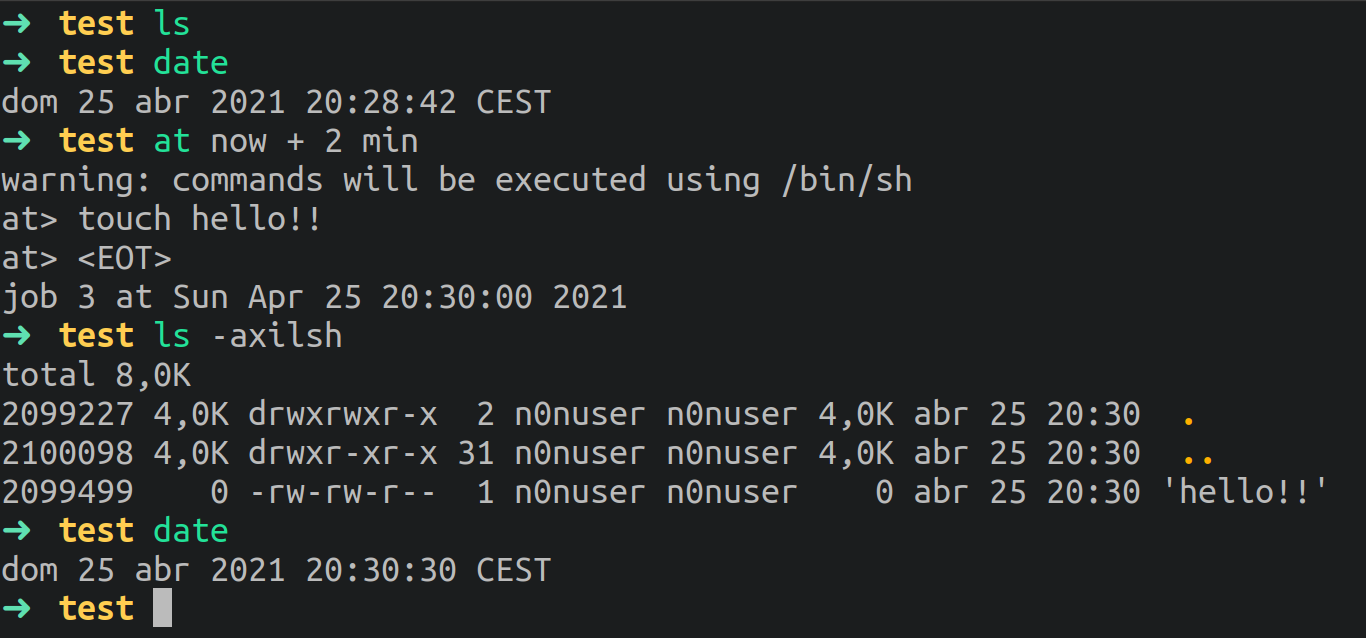 ➜ test ls
➜ test date
dom 25 abr 2021 20:28:42 CEST
➜ test at now + 2 min
warning: commands will be executed using /bin/sh
at> touch hello!!
at> <EOT>
job 3 at Sun Apr 25 20:30:00 2021
➜ test ls -axilsh
total 8,0K
2099227 4,0K drwxrwxr-x  2 n0nuser n0nuser 4,0K abr 25 20:30  .
2100098 4,0K drwxr-xr-x 31 n0nuser n0nuser 4,0K abr 25 20:30  ..
2099499    0 -rw-rw-r--  1 n0nuser n0nuser    0 abr 25 20:30 'hello!!'
➜ test date
dom 25 abr 2021 20:30:30 CEST
➜ test